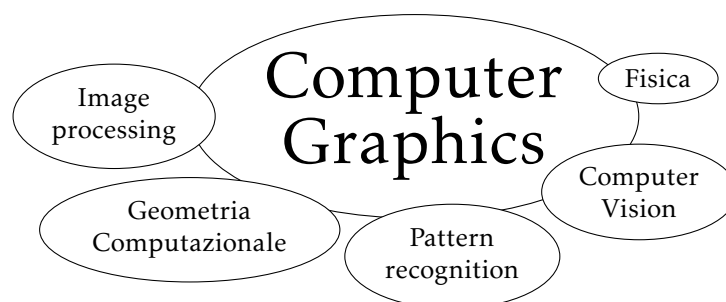 Computer
Graphics
Image
processing
Fisica
Computer
Vision
Geometria
Computazionale
Pattern
recognition